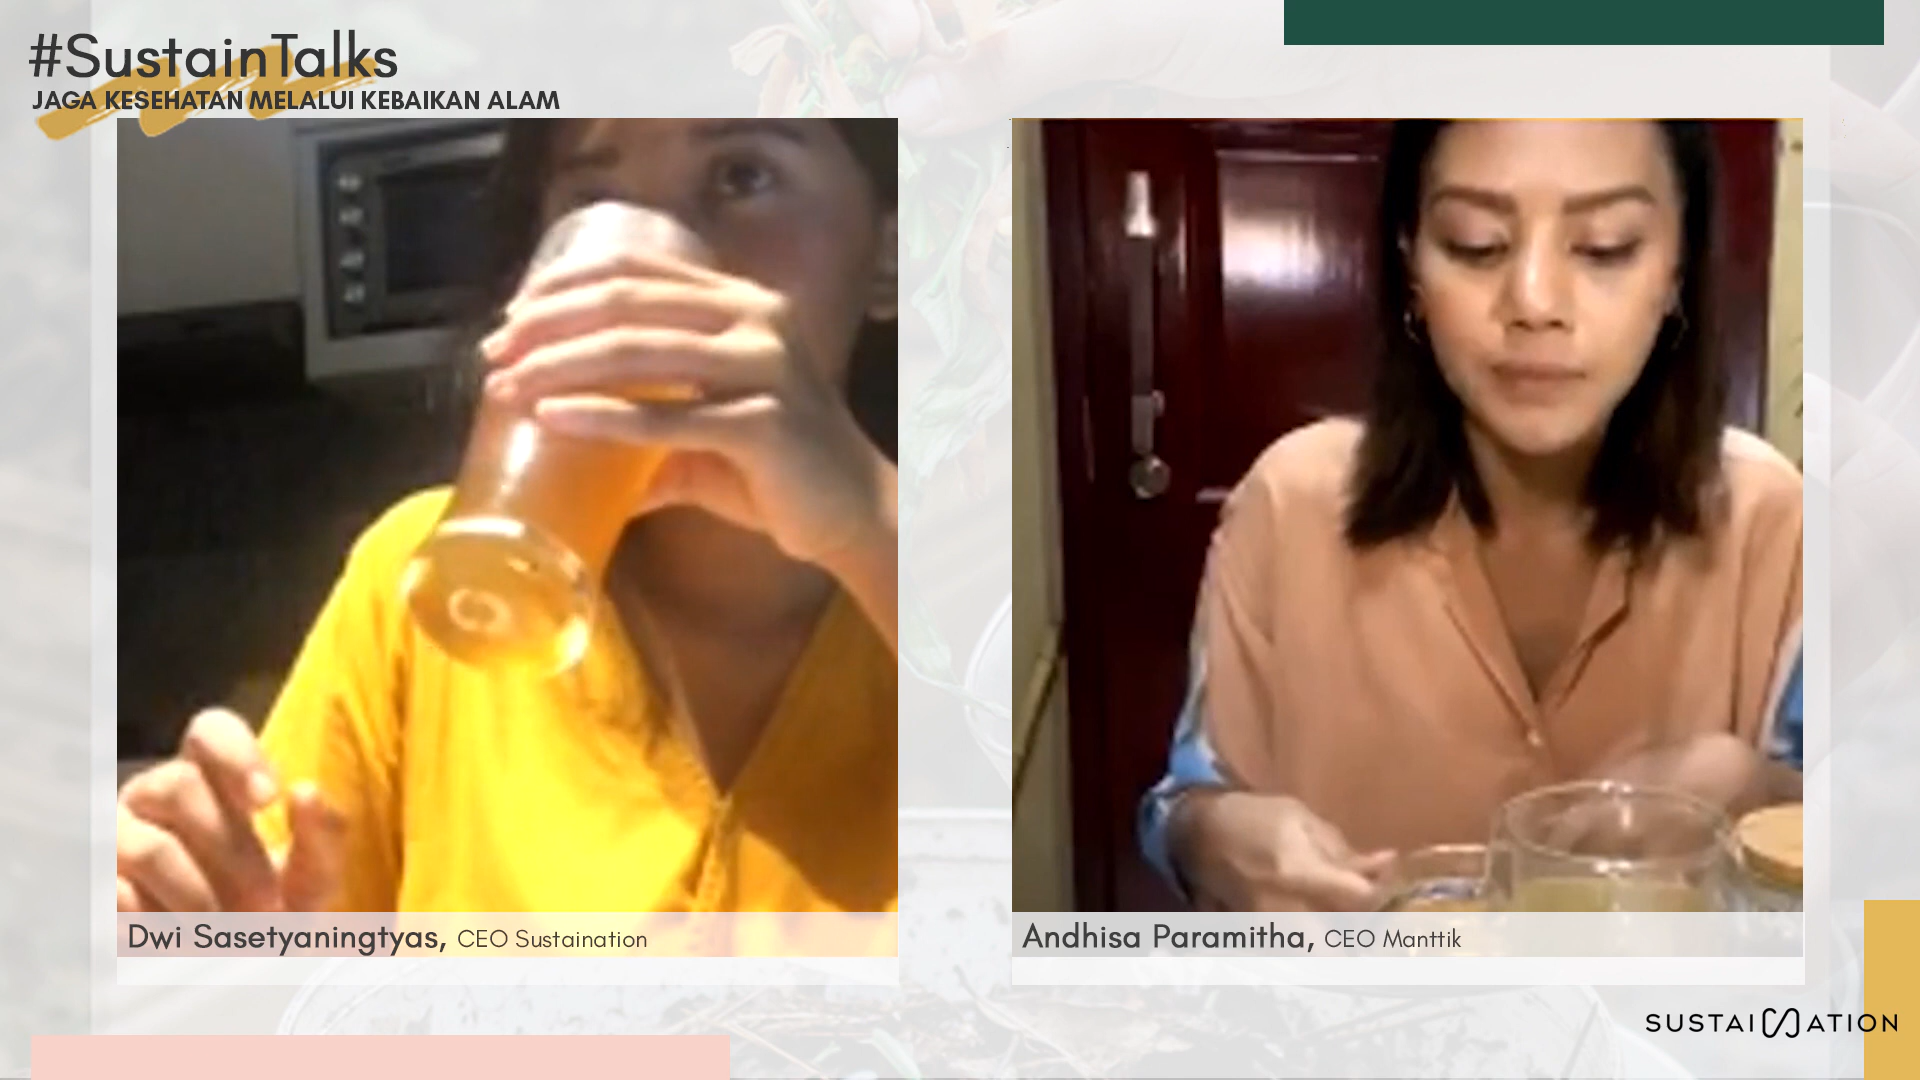 #SustainTalks
JAGA KESEHATAN MELALUI KEBAIKAN ALAM
Dwi Sasetyaningtyas, CEO Sustaination
Andhisa Paramitha, CEO Manttik
SUSTAINATION